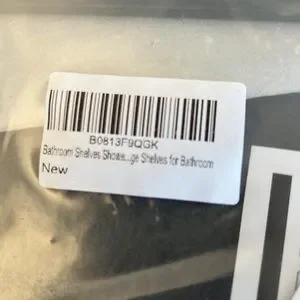 B0813F9QGK
Bathroom Shelves Showe...ge Shelves for Bathroom
New